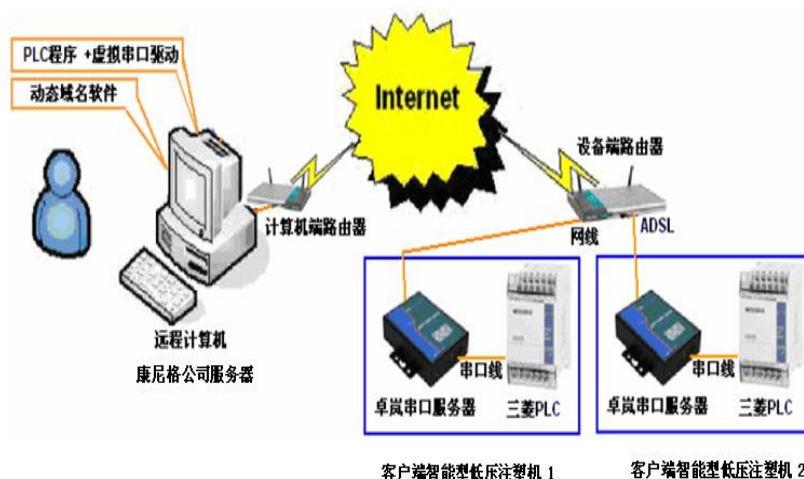 PLC程序 +虚拟串口驱动
动态域名软件
Internet
设备端路由器
计算机端路由器
网线
ADSL
远程计算机
康尼格公司服务器
串口线
串口线
卓岚串口服务器
三菱PLC
卓岚串口服务器
三菱PLC
客户端智能型低压注塑机 1
客户端智能型低压注塑机 2